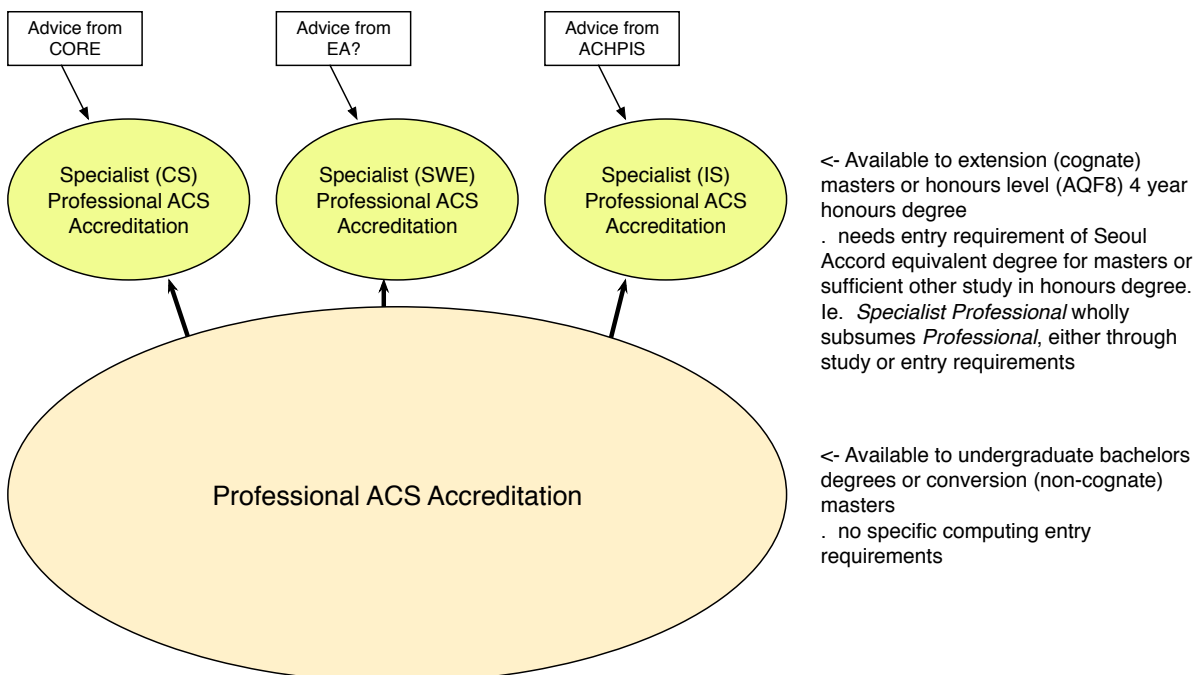 Advice from
CORE
Advice from
EA?
Advice from
ACHPIS
Specialist (CS)
Professional ACS
Accreditation
Specialist (SWE)
Professional ACS
Accreditation
Specialist (IS)
Professional ACS
Accreditation
<- Available to extension (cognate)
masters or honours level (AQF8) 4 year
honours degree
. needs entry requirement of Seoul
Accord equivalent degree for masters or
sufficient other study in honours degree.
Ie. Specialist Professional wholly
subsumes Professional, either through
study or entry requirements
Professional ACS Accreditation
<- Available to undergraduate bachelors
degrees or conversion (non-cognate)
masters
. no specific computing entry
requirements